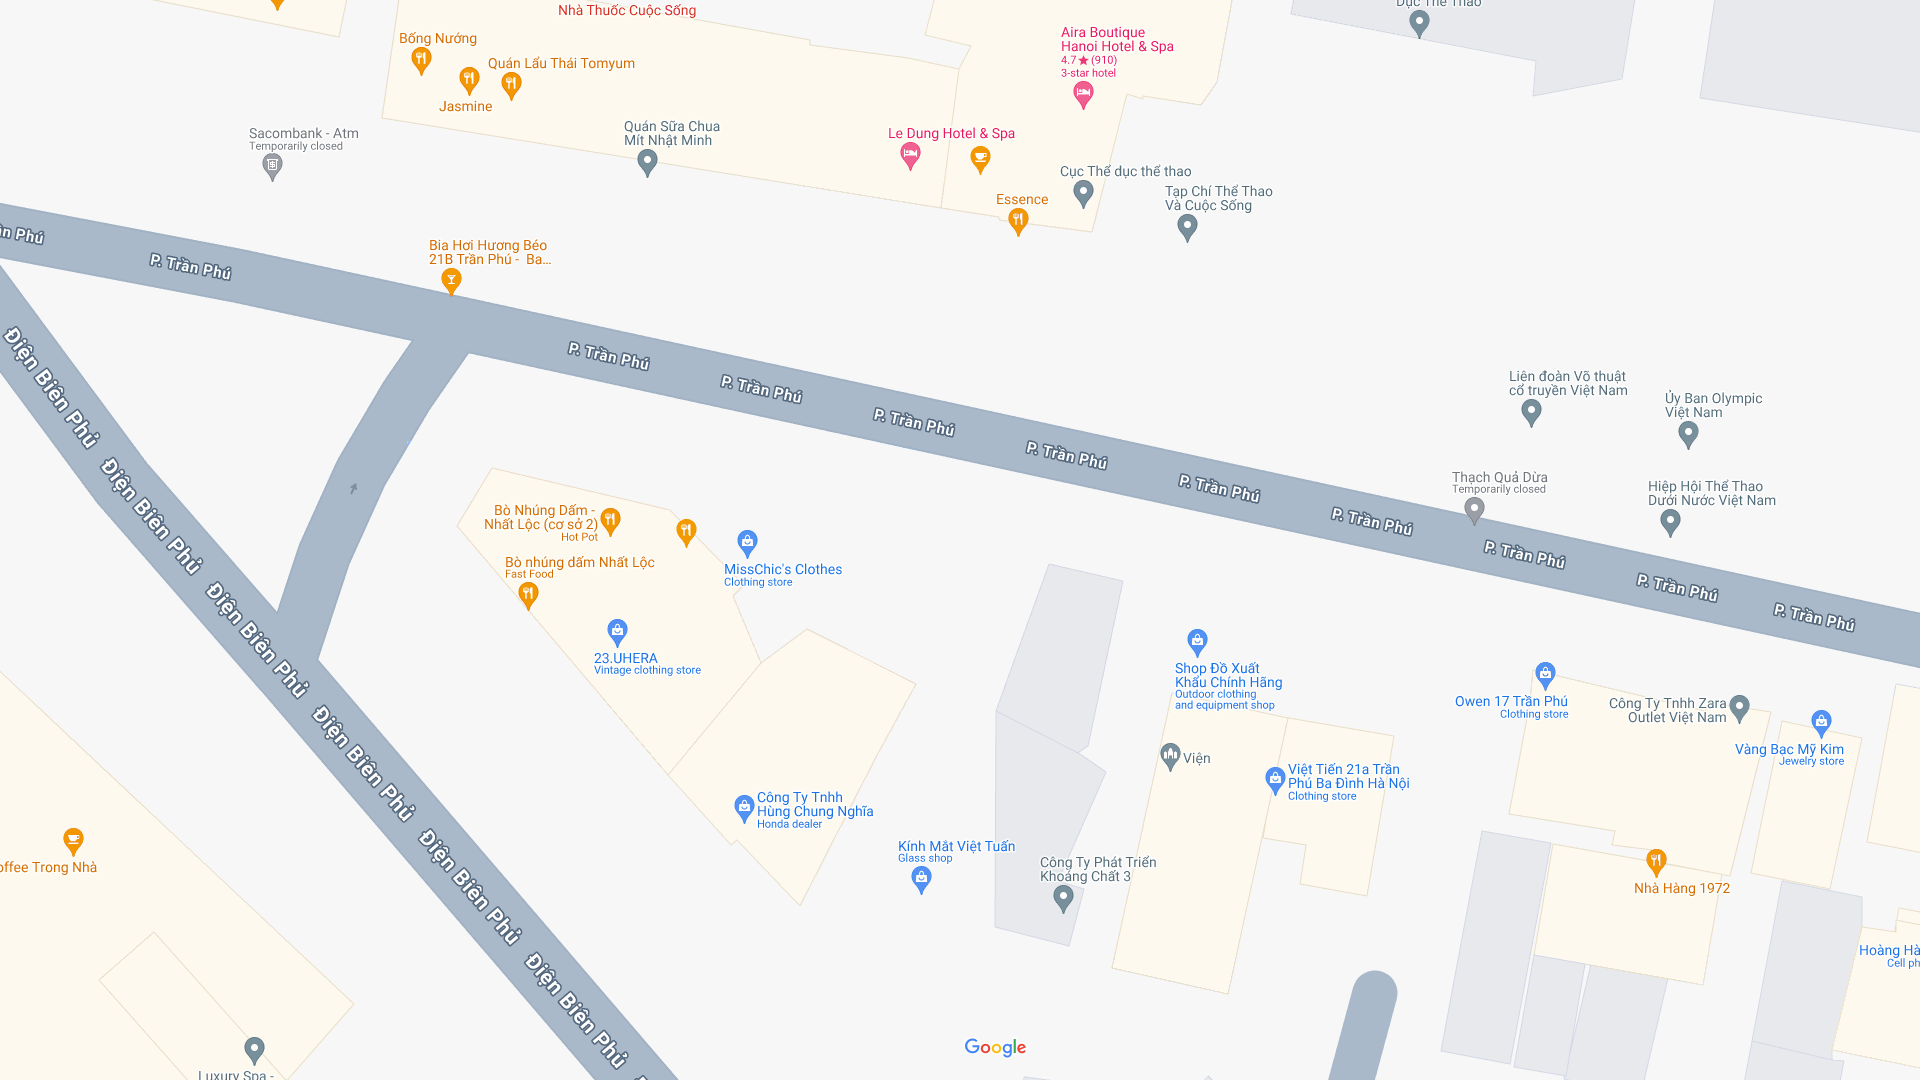 Nhà Thuốc Cuộc Sống
Dục Thể Thao
Bống Nướng
Quán Lẩu Thái Tomyum
Jasmine
Aira Boutique
Hanoi Hotel & Spa
4.7★ (910)
3-star hotel
Sacombank - Atm
Temporarily closed
Quán Sữa Chua
Mít Nhật Minh
Le Dung Hotel & Spa
Cục Thể dục thể thao
Essence
Tạp Chí Thể Thao
Và Cuộc Sống
ần Phú
P. Trần Phú
Bia Hơi Hương Béo
21B Trần Phú - Ba...
P. Trần Phú
P. Trần Phú
P. Trần Phú
P. Trần Phú
P. Trần Phú
P. Trần Phú
P. Trần Phú
P. Trần Phú
P. Trần Phú
Liên đoàn Võ thuật
cổ truyền Việt Nam
Ủy Ban Olympic
Việt Nam
Thạch Quả Dừa
Temporarily closed
Hiệp Hội Thể Thao
Dưới Nước Việt Nam
Điện Biên Phủ
Điện Biên Phủ
Điện Biên Phủ
Điện Biên Phủ
Điện Biên Phủ
Điện Biên Phủ
Bò Nhúng Dấm -
Nhất Lộc (cơ sở 2)
Hot Pot
Bò nhúng dấm Nhất Lộc
Fast Food
MissChic's Clothes
Clothing store
23.UHERA
Vintage clothing store
Shop Đồ Xuất
Khẩu Chính Hãng
Outdoor clothing
and equipment shop
Owen 17 Trần Phú
Clothing store
Công Ty Tnhh Zara
Outlet Việt Nam
Vàng Bạc Mỹ Kim
Jewelry store
Viện
Việt Tiến 21a Trần
Phú Ba Đình Hà Nội
Clothing store
Công Ty Tnhh
Hùng Chung Nghĩa
Honda dealer
Kính Mắt Việt Tuấn
Glass shop
Công Ty Phát Triển
Khoáng Chất 3
offee Trong Nhà
Nhà Hàng 1972
Hoàng Hà
Cell ph
Google
Luxury Spa -